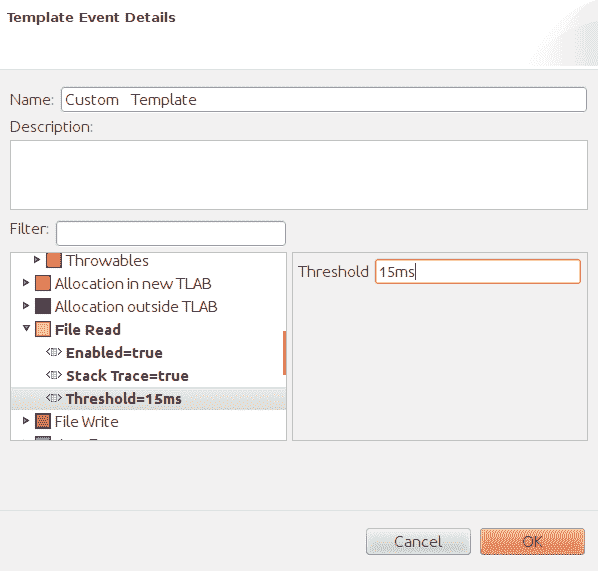 Template Event Details
Name: Custom Template
Description:
Filter:
Throwables
Allocation in new TLAB
Allocation outside TLAB
File Read
Enabled=true
Stack Trace=true
Threshold=15ms
File Write
Threshold 15ms
Cancel
OK